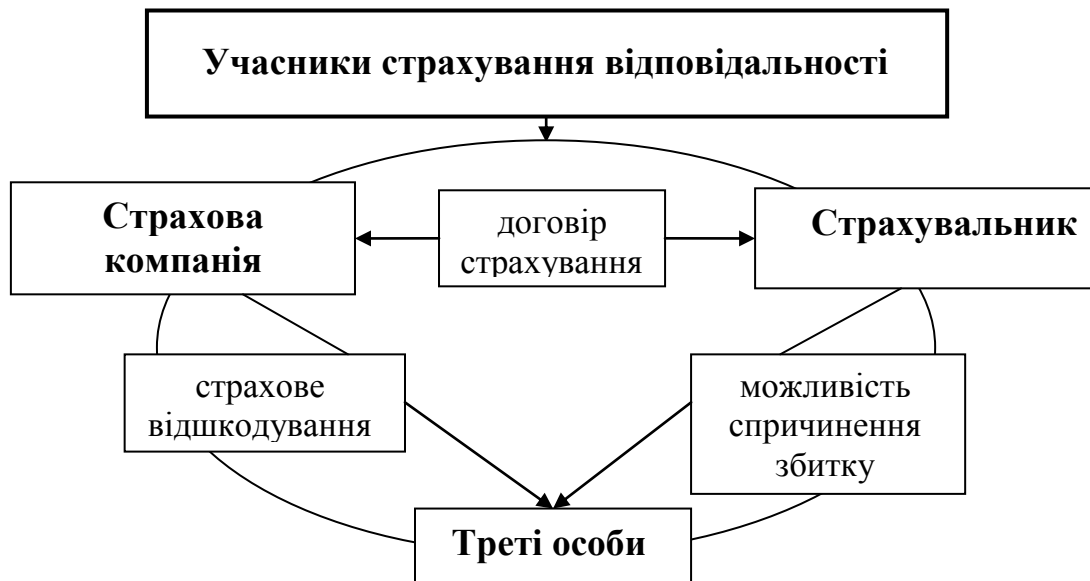 Учасники страхування відповідальності
Страхова
компанія
договір
страхування
Страхувальник
страхове
відшкодування
можливість
спричинення
збитку
Треті особи